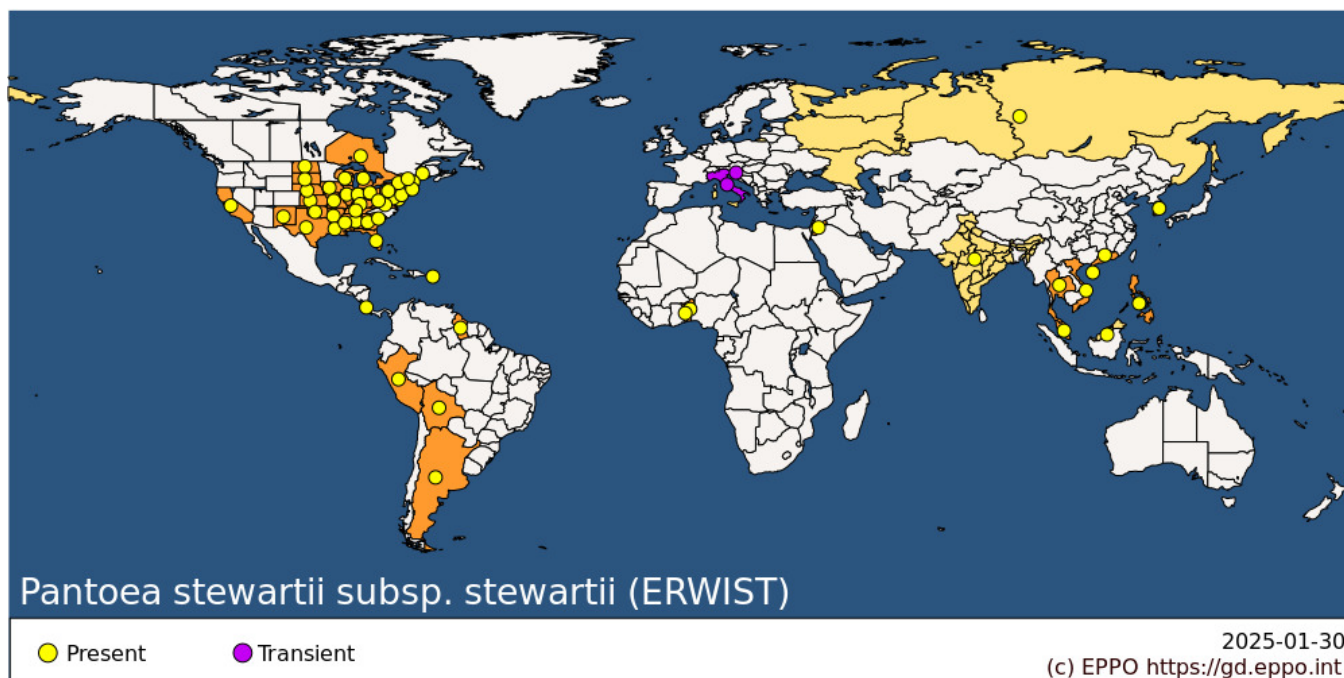 Pantoea stewartii subsp. stewartii (ERWIST)
Present
Transient
2025-01-30
(c) EPPO https://gd.eppo.int